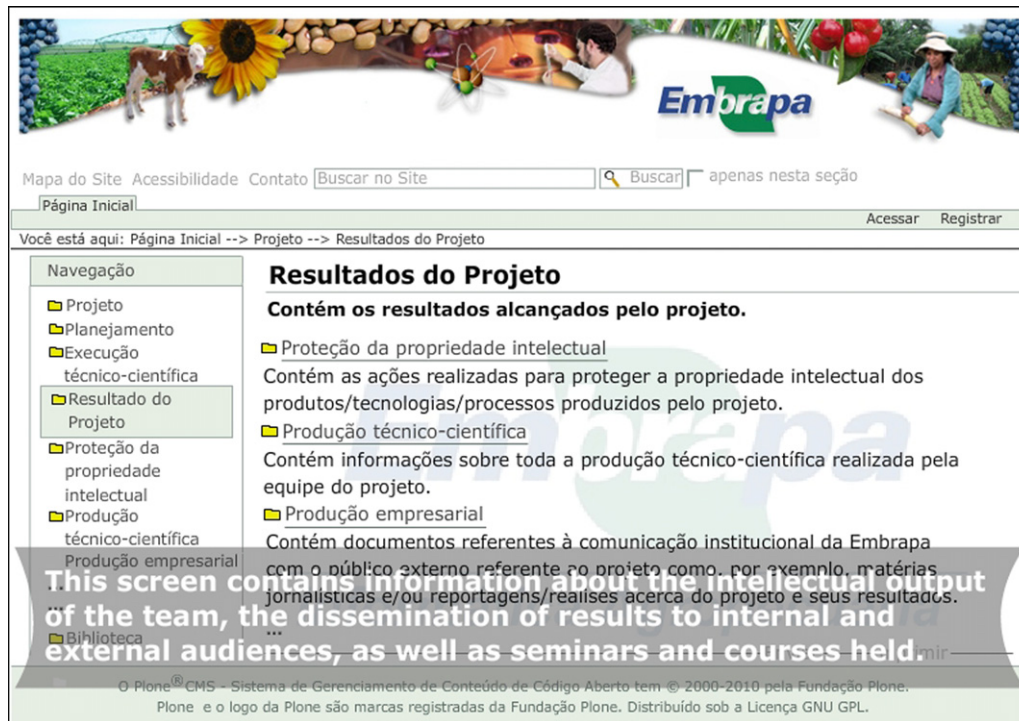 Embrapa
Mapa do Site Acessibilidade Contato Buscar no Site Buscar apenas nesta seção
Página Inicial
Acessar Registrar
Você está aqui: Página Inicial --> Projeto --> Resultados do Projeto
Navegação
Projeto
Planejamento
Execução
técnico-científica
Resultado do
Projeto
Proteção da
propriedade
intelectual
Produção
técnico-científica
Produção empresarial
...
...
Biblioteca
Resultados do Projeto
Contém os resultados alcançados pelo projeto.
Proteção da propriedade intelectual
Contém as ações realizadas para proteger a propriedade intelectual dos
produtos/tecnologias/processos produzidos pelo projeto.
Produção técnico-científica
Contém informações sobre toda a produção técnico-científica realizada pela
equipe do projeto.
Produção empresarial
Contém documentos referentes à comunicação institucional da Embrapa
com o público externo referente ao projeto como, por exemplo, matérias
jornalísticas e/ou reportagens/realises acerca do projeto e seus resultados.
...
This screen contains information about the intellectual output
of the team, the dissemination of results to internal and
external audiences, as well as seminars and courses held.
O Plone® CMS - Sistema de Gerenciamento de Conteúdo de Código Aberto tem © 2000-2010 pela Fundação Plone.
Plone e o logo da Plone são marcas registradas da Fundação Plone. Distribuído sob a Licença GNU GPL.